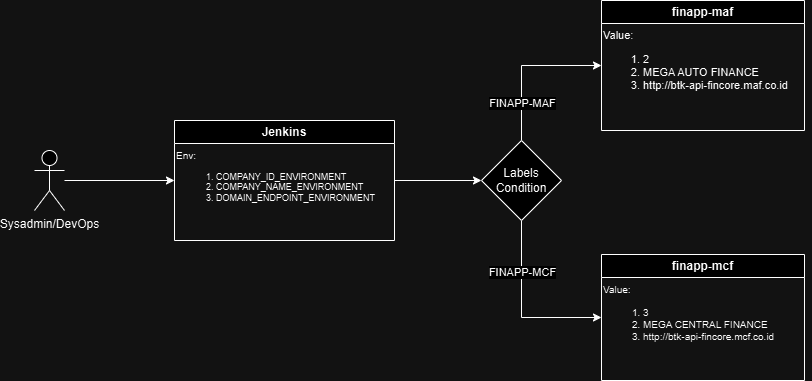 Sysadmin/DevOps
Jenkins
Env:
1. COMPANY_ID_ENVIRONMENT
2. COMPANY_NAME_ENVIRONMENT
3. DOMAIN_ENDPOINT_ENVIRONMENT
Labels
Condition
FINAPP-MAF
finapp-maf
Value:
1. 2
2. MEGA AUTO FINANCE
3. http://btk-api-fincore.maf.co.id
FINAPP-MCF
finapp-mcf
Value:
1. 3
2. MEGA CENTRAL FINANCE
3. http://btk-api-fincore.mcf.co.id